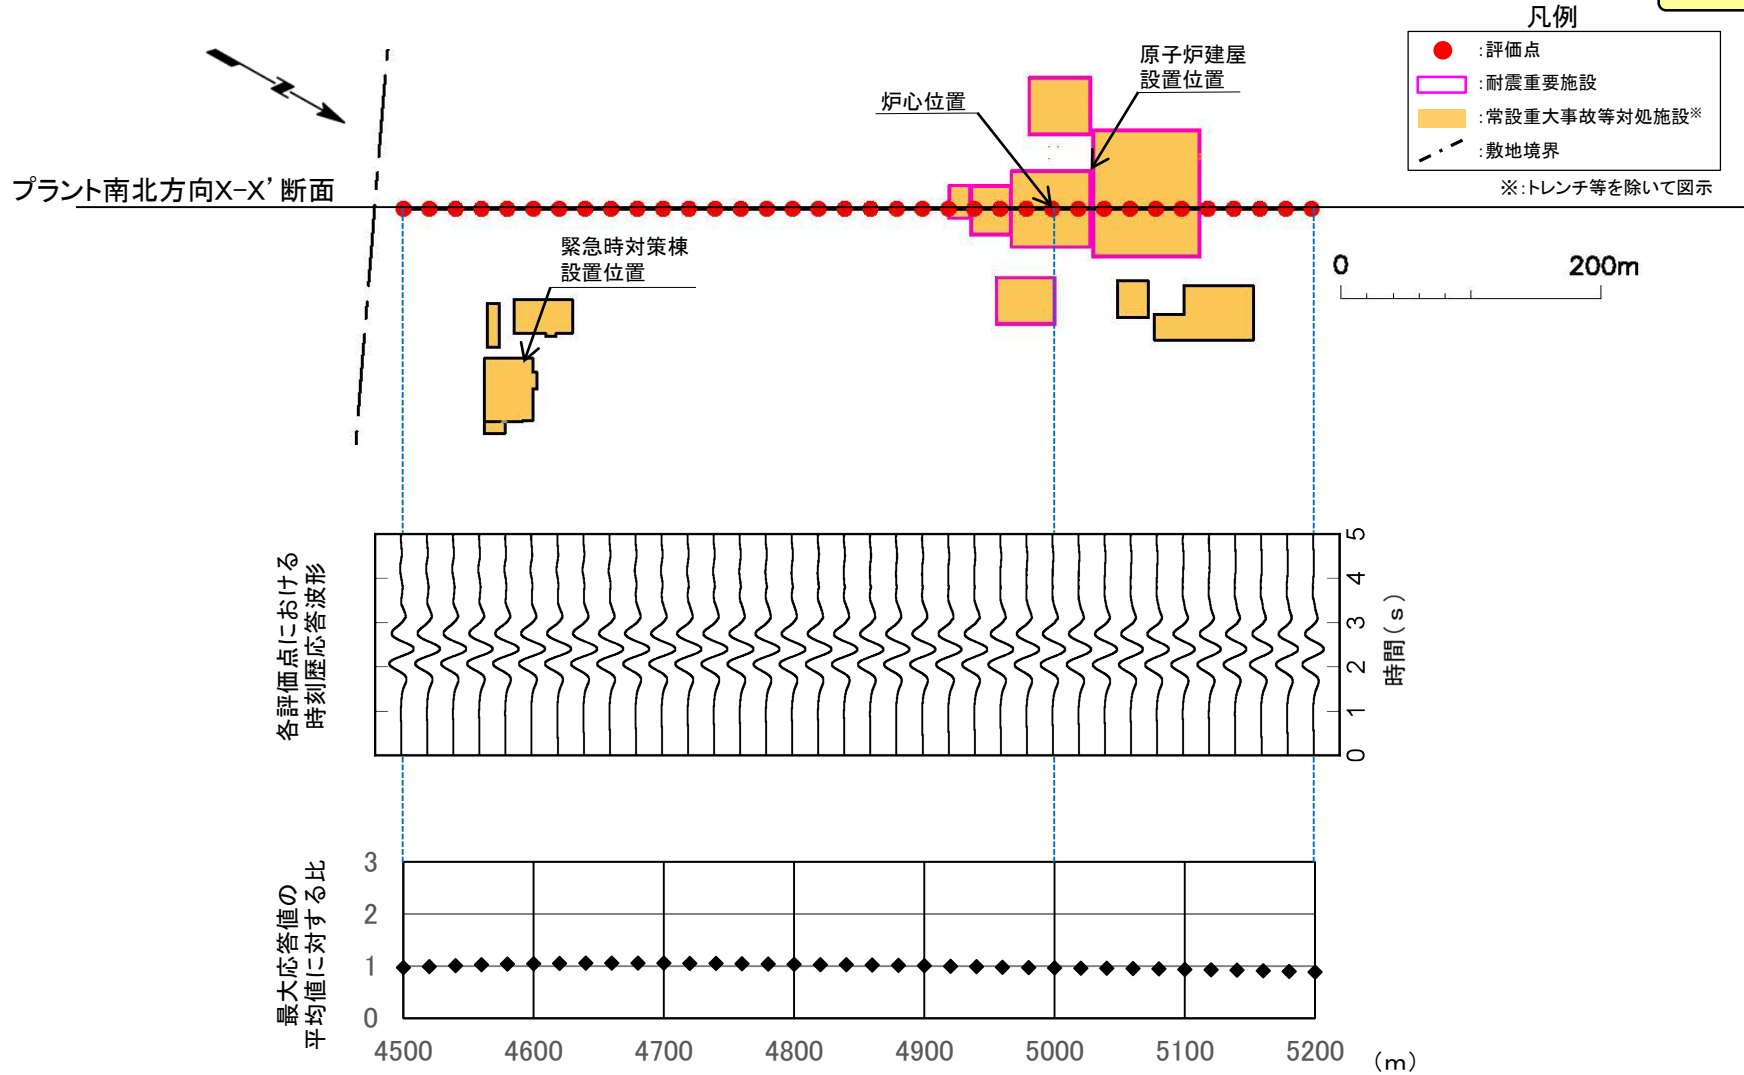 凡例
:評価点
:耐震重要施設
:常設重大事故等対処施設※
:敷地境界
※:トレンチ等を除いて図示
原子炉建屋
設置位置
炉心位置
プラント南北方向X-X’断面
緊急時対策棟
設置位置
0 200m
各評価点における
時刻歴応答波形
5
4
3
2
1
0
時間(s)
最大応答値の
平均値に対する比
3
2
1
0
4500 4600 4700 4800 4900 5000 5100 5200 (m)